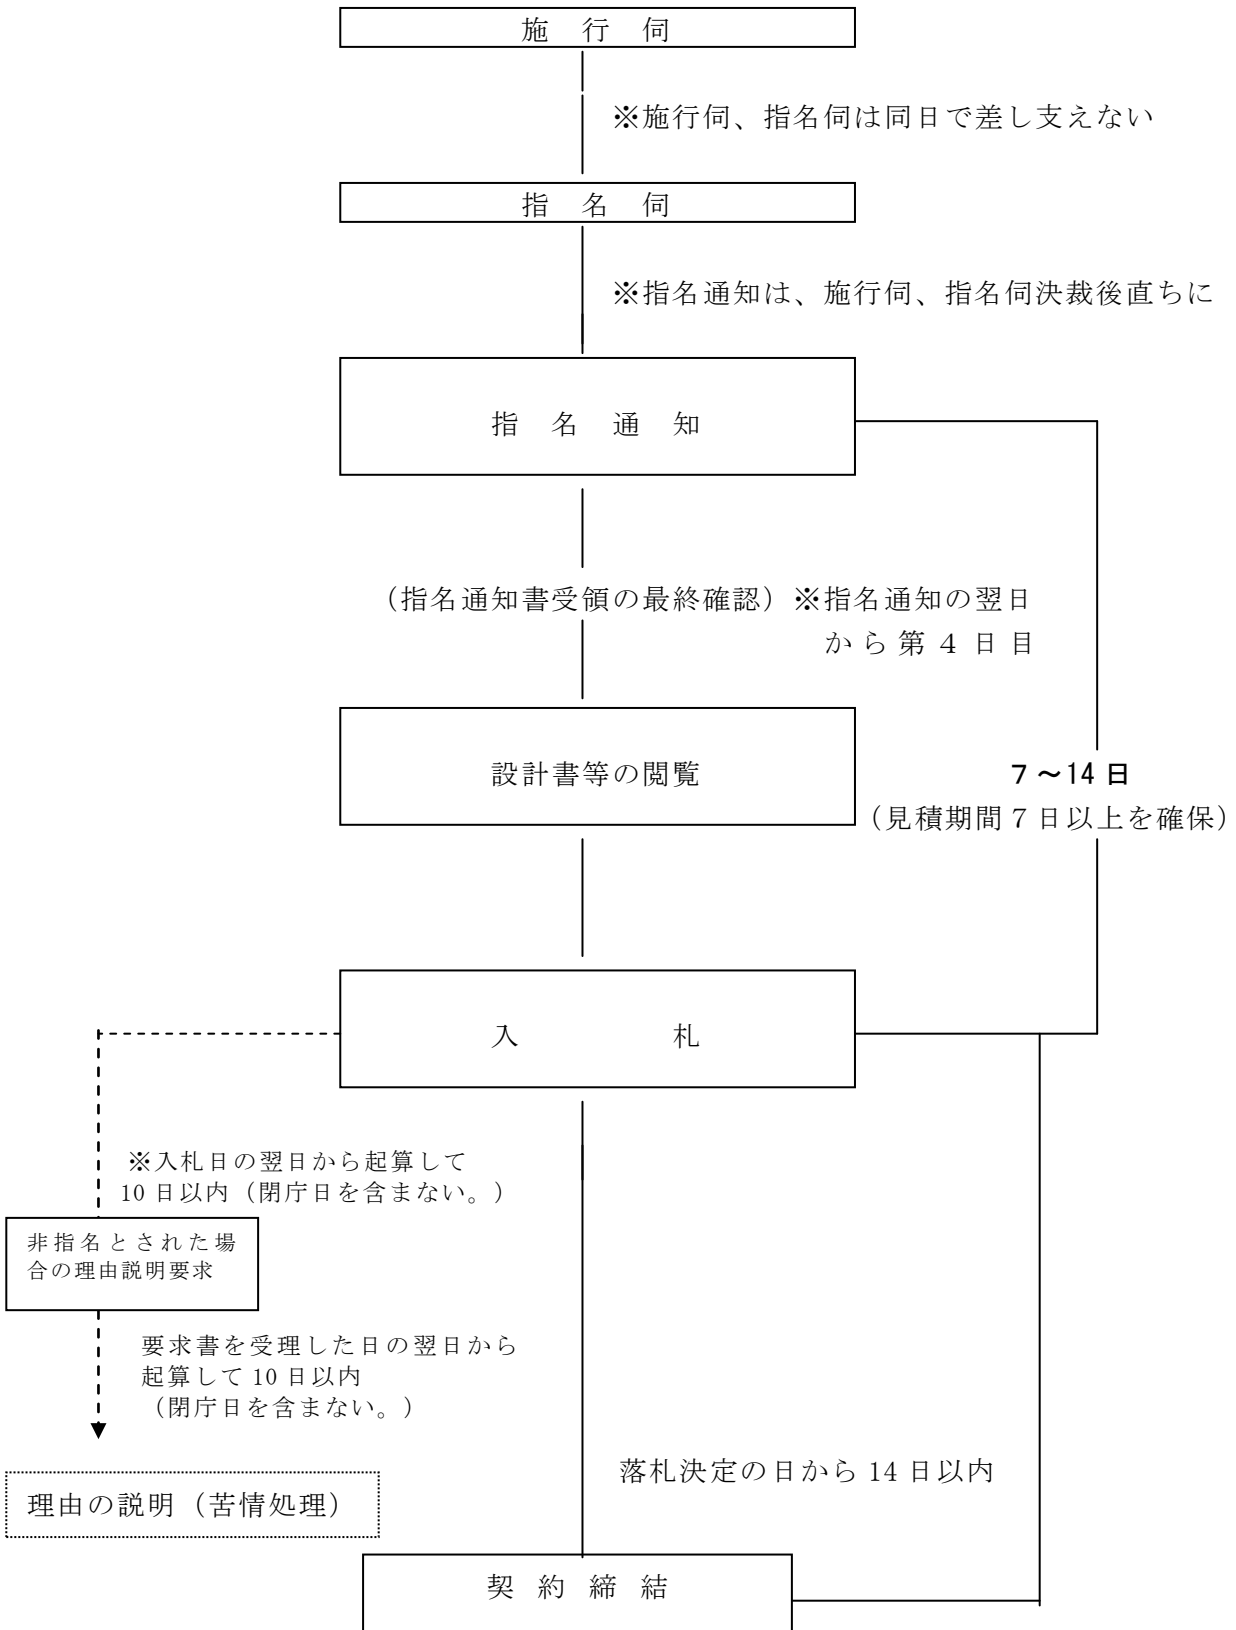 施　行　伺
※施行伺、指名伺は同日で差し支えない
指　名　伺
※指名通知は、施行伺、指名伺決裁後直ちに
指　名　通　知
（指名通知書受領の最終確認）※指名通知の翌日
から第４日目
設計書等の閲覧
７～14 日
（見積期間７日以上を確保）
入　　　　札
※入札日の翌日から起算して
10 日以内（閉庁日を含まない。）
非指名とされた場
合の理由説明要求
要求書を受理した日の翌日から
起算して 10 日以内
（閉庁日を含まない。）
落札決定の日から 14 日以内
理由の説明（苦情処理）
契　約　締　結